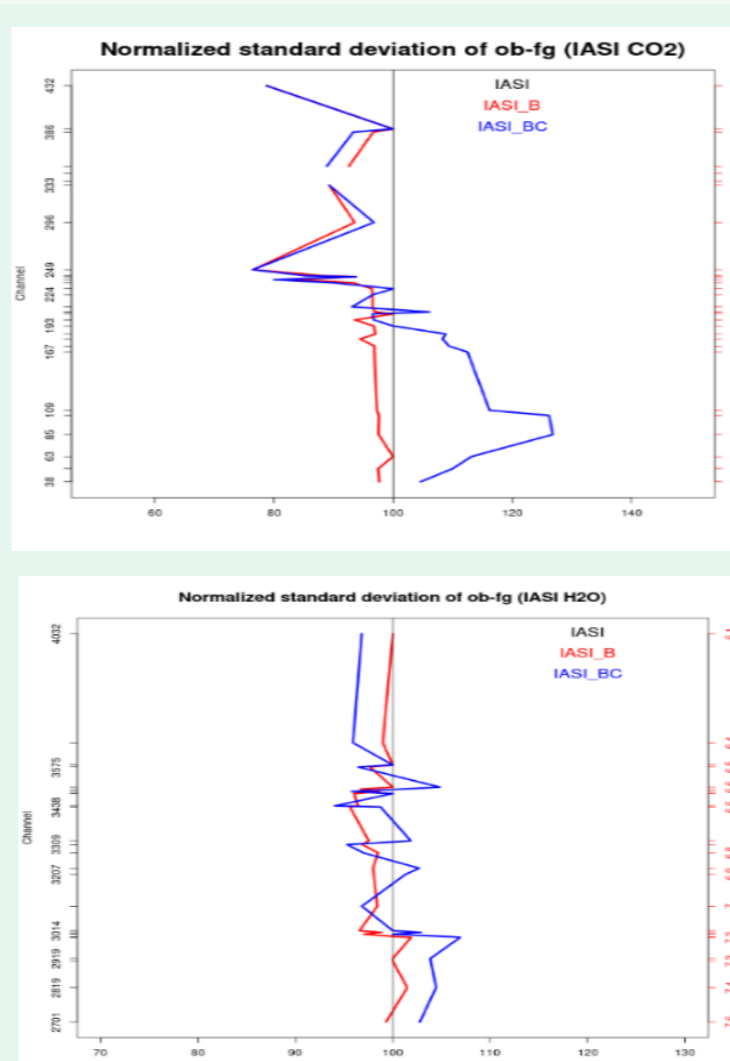 Normalized standard deviation of ob-fg (IASI CO2)
IASI
IASI_B
IASI_BC
432
386
333
296
249
224
193
167
109
85
63
38
Channel
60 80 100 120 140
Normalized standard deviation of ob-fg (IASI H2O)
IASI
IASI_B
IASI_BC
4032
3575
3438
3309
3207
3014
2919
2819
2701
Channel
70 80 90 100 110 120 130